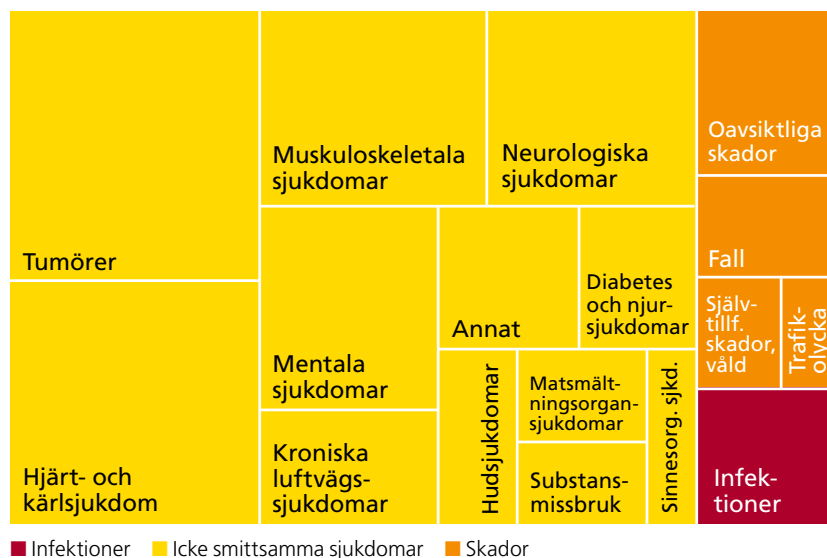 Tumörer
Hjärt- och
kärlsjukdom
Muskuloskeletala
sjukdomar
Neurologiska
sjukdomar
Mentala
sjukdomar
Kroniska
luftvägs-
sjukdomar
Annat
Diabetes
och njur-
sjukdomar
Hudsjukdomar
Matsmält-
ningsorgan-
sjukdomar
Substans-
missbruk
Sinnesorg. sjkd.
Oavsiktliga
skador
Fall
Själv-
tillf.
skador,
våld
Trafik-
olycka
Infek-
tioner
Infektioner Icke smittsamma sjukdomar Skador